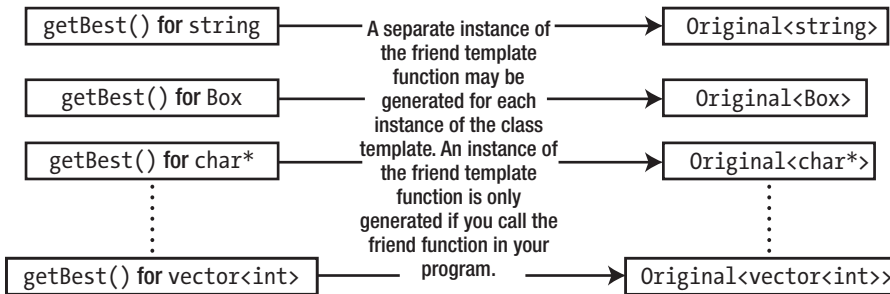 getBest() for string
Original<string>
getBest() for Box
Original<Box>
getBest() for char*
Original<char*>
getBest() for vector<int>
Original<vector<int>>
A separate instance of
the friend template
function may be
generated for each
instance of the class
template. An instance of
the friend template
function is only
generated if you call the
friend function in your
program.